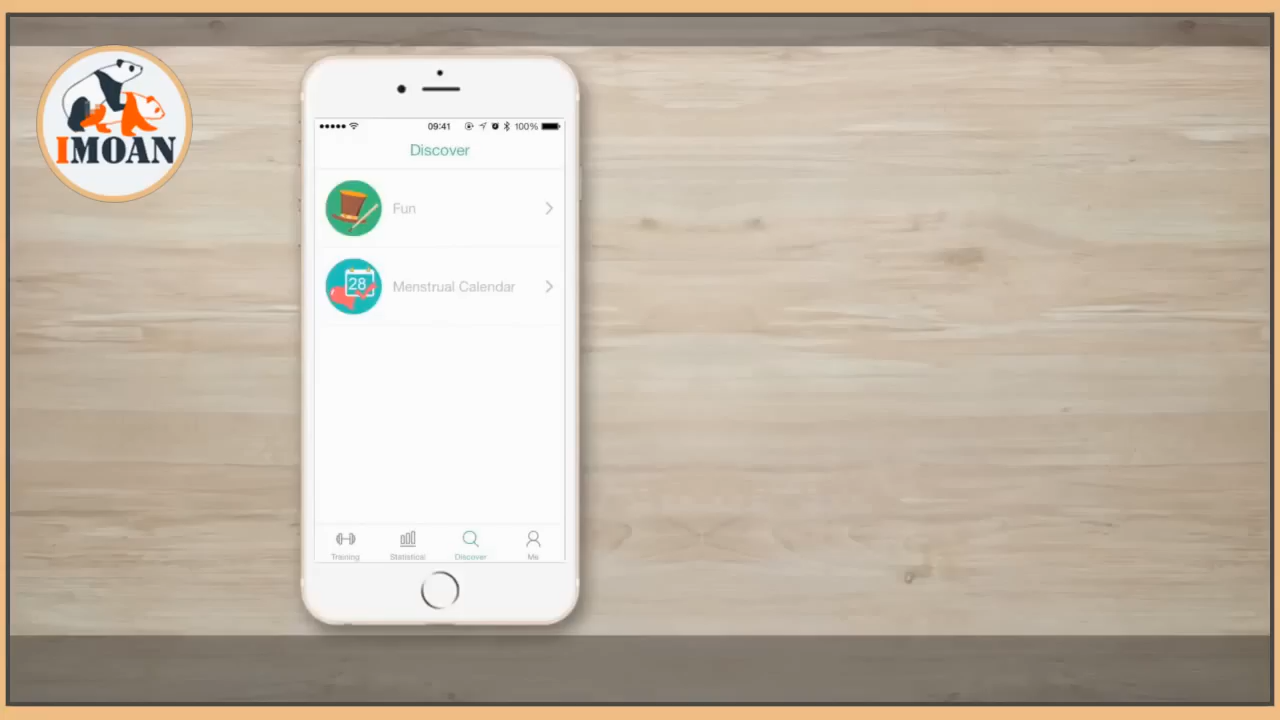 IMOAN
09:41
100%
Discover
Fun
28
Menstrual Calendar
Training
Statistical
Discover
Me